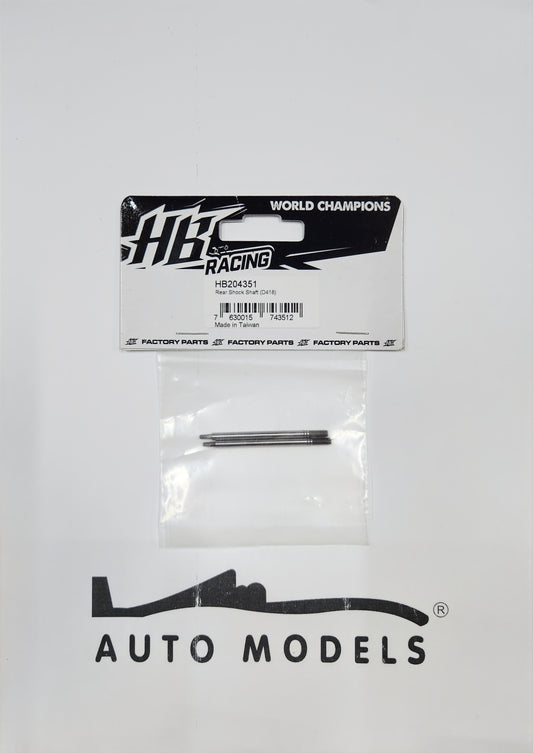 WORLD CHAMPIONS
HB
RACING
HB204351
Rear Shock Shaft (D418)
7 630015 743512
Made in Taiwan
FACTORY PARTS FACTORY PARTS FACTORY PARTS
®
AUTO MODELS